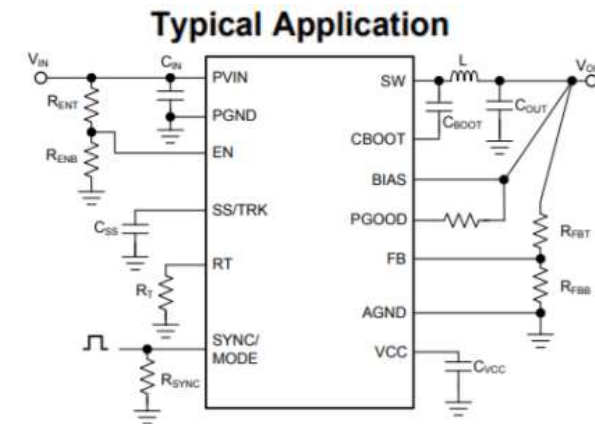 Typical Application
VIN
CIN
PVIN
SW
L
RENT
PGND
COUT
CBOOT
CBOOT
RENB
EN
BIAS
CSS
SS/TRK
PGOOD
RFBT
RT
FB
RT
RFBB
AGND
SYNC/
MODE
VCC
RSYNC
CVCC